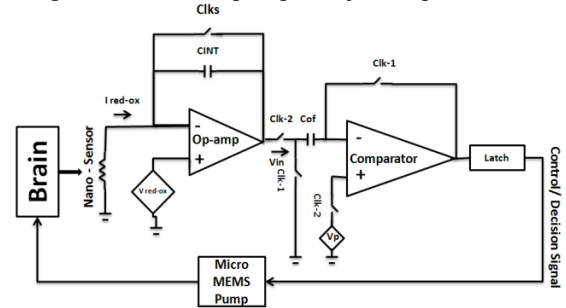 Clks
CINT
Clk-1
I red-ox
Clk-2
Cof
-
Op-amp
+
-
Comparator
+
Vin
Clk-1
Clk-2
Latch
Brain
Nano - Sensor
V red-ox
Vp
Control/ Decision Signal
Micro
MEMS
Pump